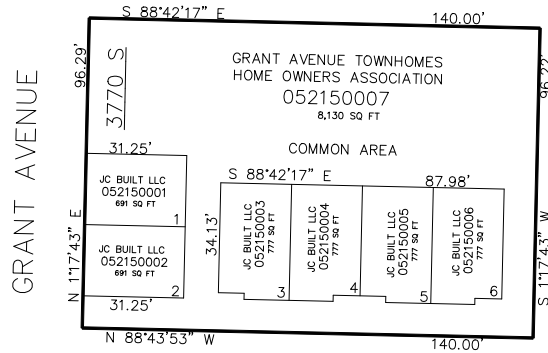 S 88°42'17" E
140.00'
96.29'
96.22'
GRANT AVENUE
3770 S
GRANT AVENUE TOWNHOMES
HOME OWNERS ASSOCIATION
052150007
8,130 SQ FT
COMMON AREA
31.25'
JC BUILT LLC
052150001
691 SQ FT
1
JC BUILT LLC
052150002
691 SQ FT
2
31.25'
N 1°17'43" E
S 88°42'17" E
87.98'
34.13'
JC BUILT LLC
052150003
777 SQ FT
3
JC BUILT LLC
052150004
777 SQ FT
4
JC BUILT LLC
052150005
777 SQ FT
5
JC BUILT LLC
052150006
777 SQ FT
6
S 1°17'43" W
N 88°43'53" W
140.00'